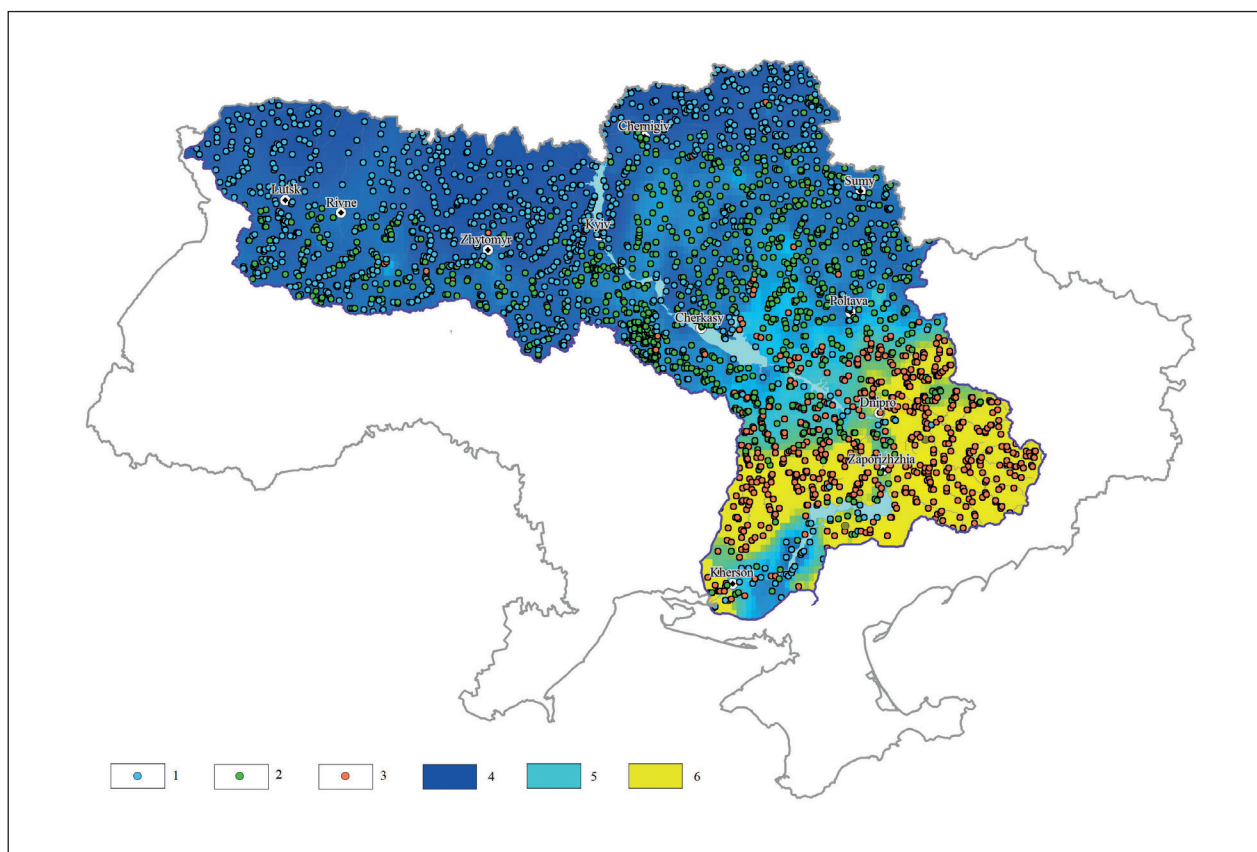 Chernigiv
Sumy
Lutsk
Rivne
Kyiv
Zhytomyr
Poltava
Cherkasy
Dnipro
Zaporizhzhia
Kherson
1 2 3 4 5 6